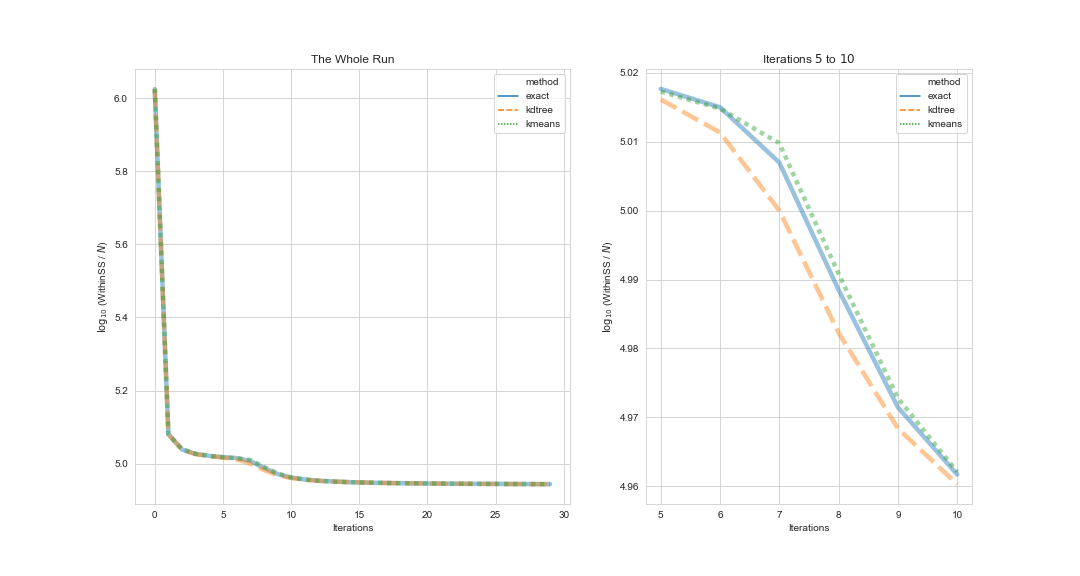 The Whole Run
log₁₀ (WithinSS / N)
6.0
5.8
5.6
5.4
5.2
5.0
0 5 10 15 20 25 30
Iterations
method
exact
kdtree
kmeans
Iterations 5 to 10
log₁₀ (WithinSS / N)
5.02
5.01
5.00
4.99
4.98
4.97
4.96
5 6 7 8 9 10
Iterations
method
exact
kdtree
kmeans